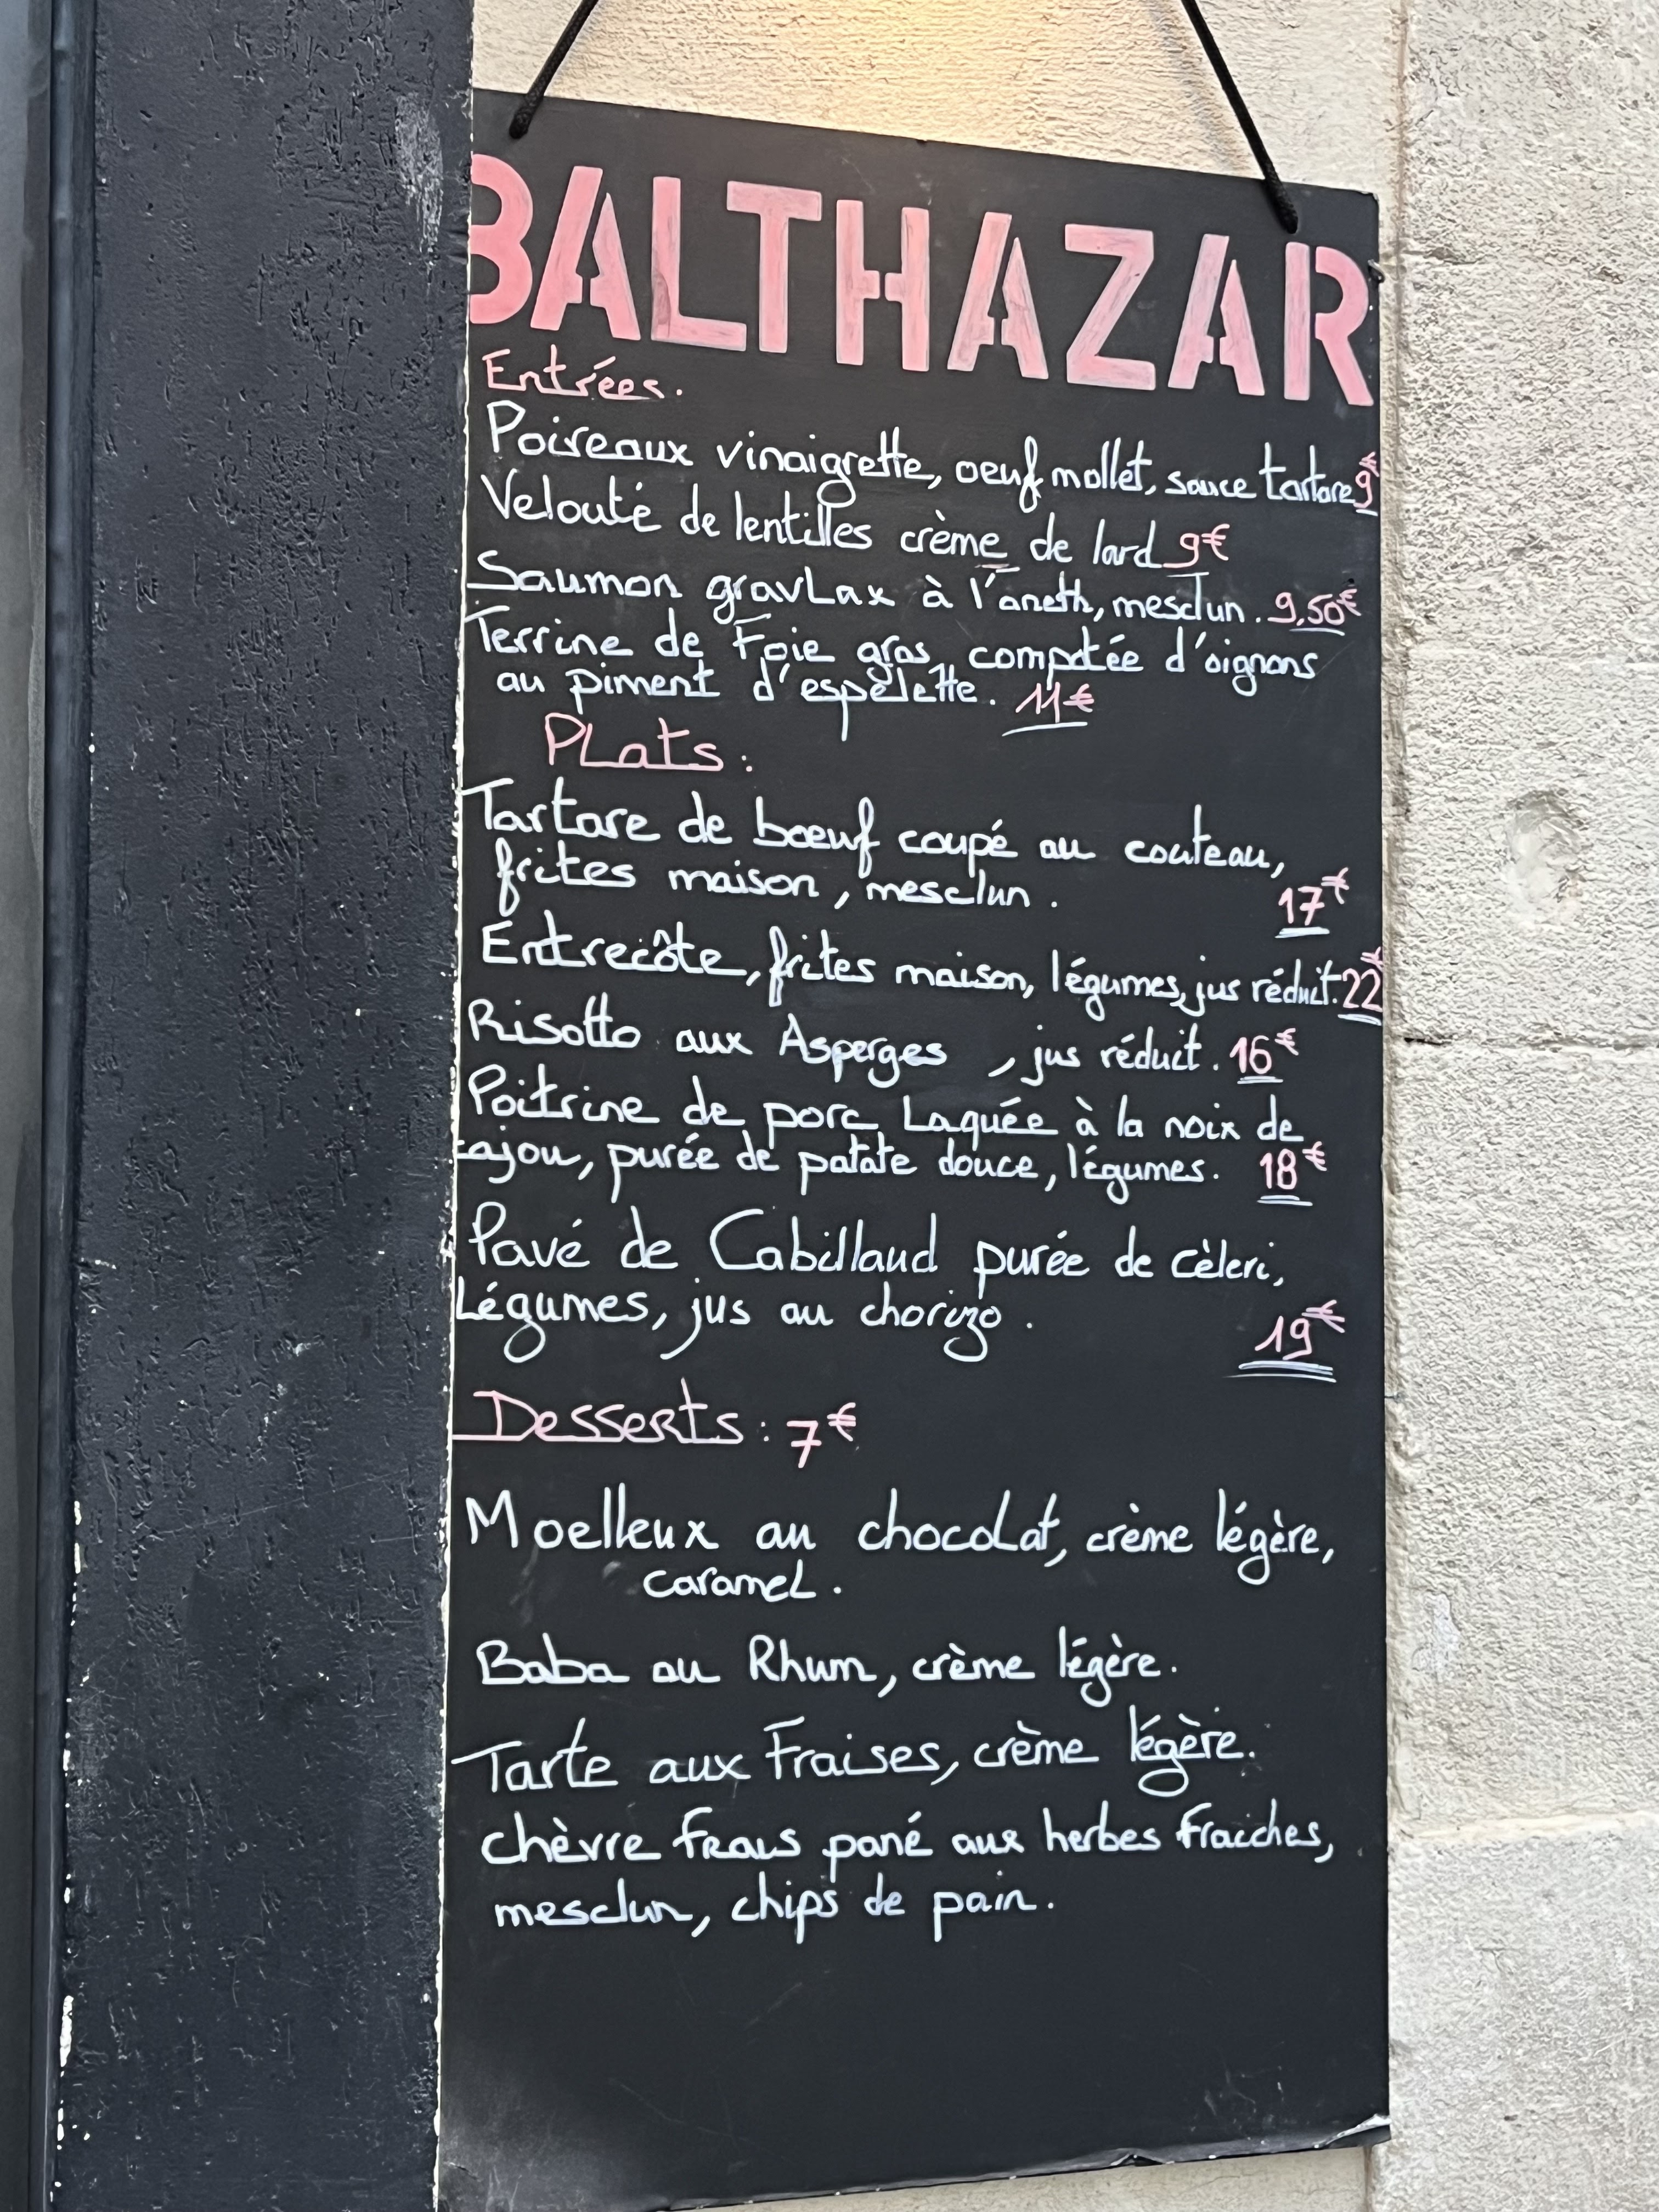 BALTHAZAR
Entrées.
Poireaux vinaigrette, oeuf mollet, sauce tartare 9€
Velouté de lentilles crème de lard 9€
Saumon gravLax à l'aneth, mesclun. 9,50€
Terrine de Foie gras, compotée d'oignons
au piment d'espelette. 11€
PLats:
Tartare de bœuf coupé au couteau,
frites maison, mesclun. 17€
Entrecôte, frites maison, légumes, jus réduit. 22€
Risotto aux Asperges, jus réduit. 16€
Poitrine de porc Laquée à la noix de
cajou, purée de patate douce, légumes. 18€
Pavé de Cabillaud purée de cèleri,
Légumes, jus au chorizo. 19€
Desserts: 7€
Moelleux au chocoLat, crème légère,
carameL.
Baba au Rhum, crème légère.
Tarte aux Fraises, crème légère.
chèvre frais pané aux herbes fraiches,
mesclun, chips de pain.